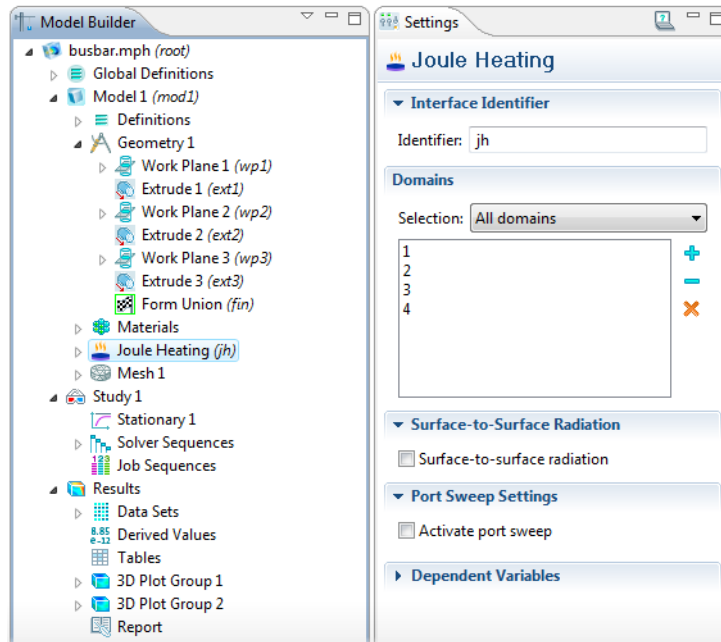 Model Builder
busbar.mph (root)
Global Definitions
Model 1 (mod1)
Definitions
Geometry 1
Work Plane 1 (wp1)
Extrude 1 (ext1)
Work Plane 2 (wp2)
Extrude 2 (ext2)
Work Plane 3 (wp3)
Extrude 3 (ext3)
Form Union (fin)
Materials
Joule Heating (jh)
Mesh 1
Study 1
Stationary 1
Solver Sequences
123
Job Sequences
Results
Data Sets
8.85
e-12
Derived Values
Tables
3D Plot Group 1
3D Plot Group 2
Report
Settings
Joule Heating
Interface Identifier
Identifier: jh
Domains
Selection: All domains
1
2
3
4
Surface-to-Surface Radiation
Surface-to-surface radiation
Port Sweep Settings
Activate port sweep
Dependent Variables